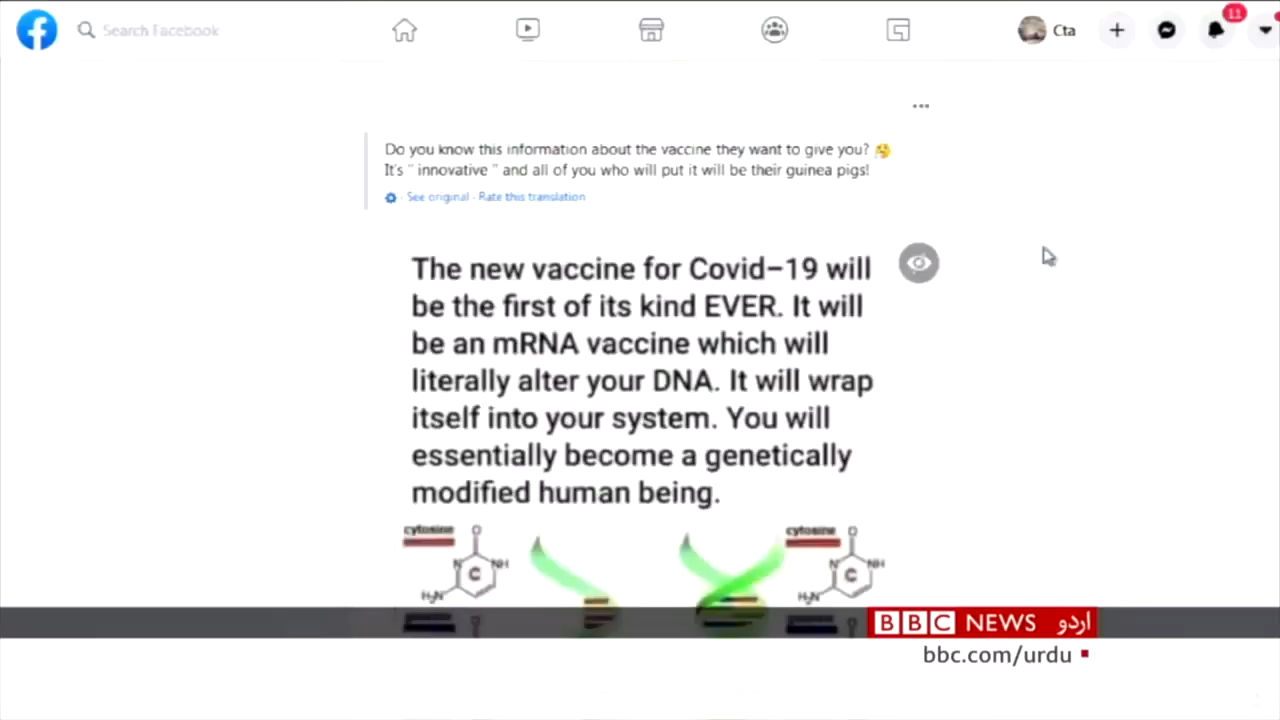 Search Facebook
Cta
11
...
Do you know this information about the vaccine they want to give you? 🤔
It's " innovative " and all of you who will put it will be their guinea pigs!
· See original · Rate this translation
The new vaccine for Covid-19 will
be the first of its kind EVER. It will
be an mRNA vaccine which will
literally alter your DNA. It will wrap
itself into your system. You will
essentially become a genetically
modified human being.
cytosine O cytosine O
N NH N NH
C C
H₂N H₂N
BBC NEWS اردو
bbc.com/urdu